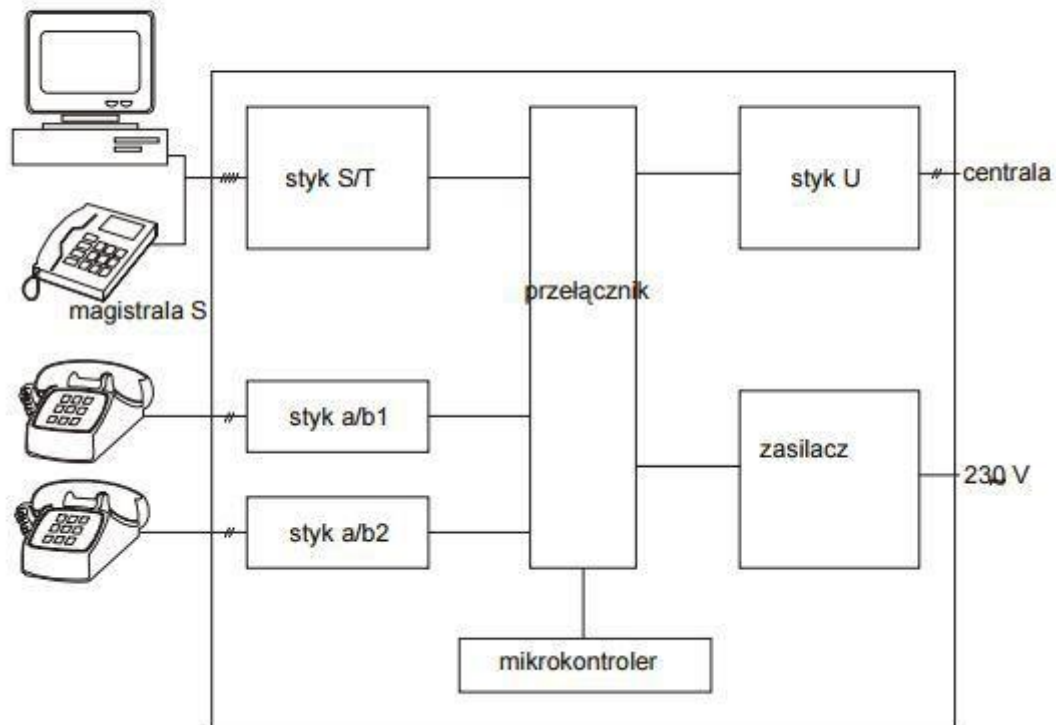 styk S/T
styk U
centrala
przełącznik
magistrala S
styk a/b1
zasilacz
230 V
styk a/b2
mikrokontroler